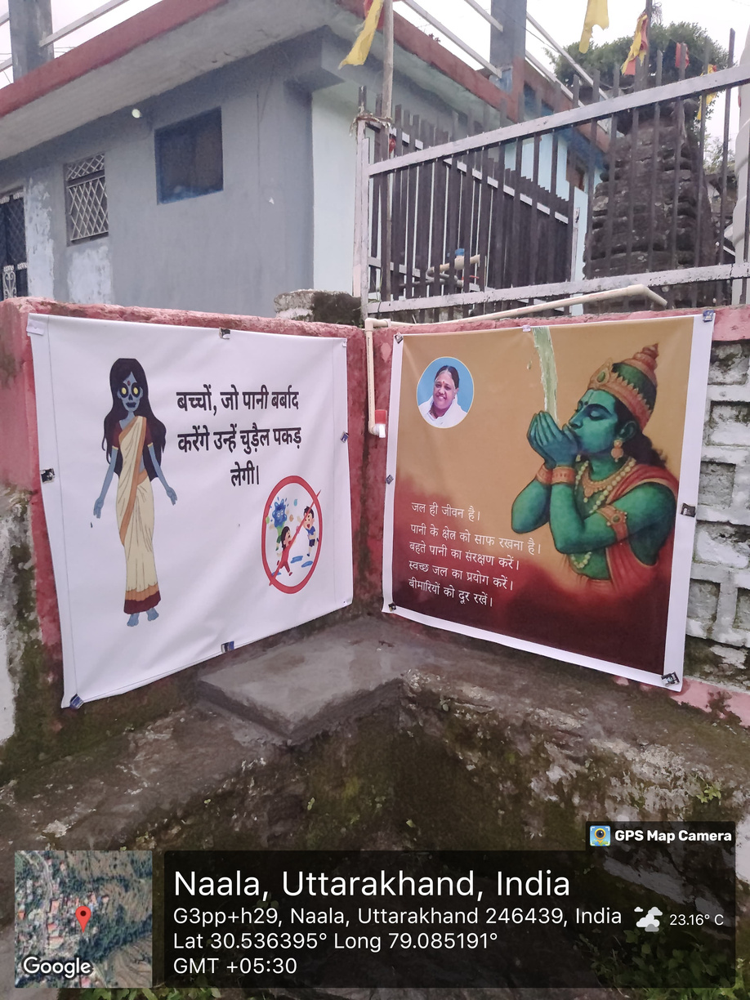 बच्चों, जो पानी बर्बाद
करेंगे उन्हें चुड़ैल पकड़
लेगी।
जल ही जीवन है।
पानी के क्षेत्र को साफ रखना है।
बहते पानी का संरक्षण करें।
स्वच्छ जल का प्रयोग करें।
बीमारियों को दूर रखें।
GPS Map Camera
Naala, Uttarakhand, India
G3pp+h29, Naala, Uttarakhand 246439, India
23.16° C
Lat 30.536395° Long 79.085191°
GMT +05:30
Google